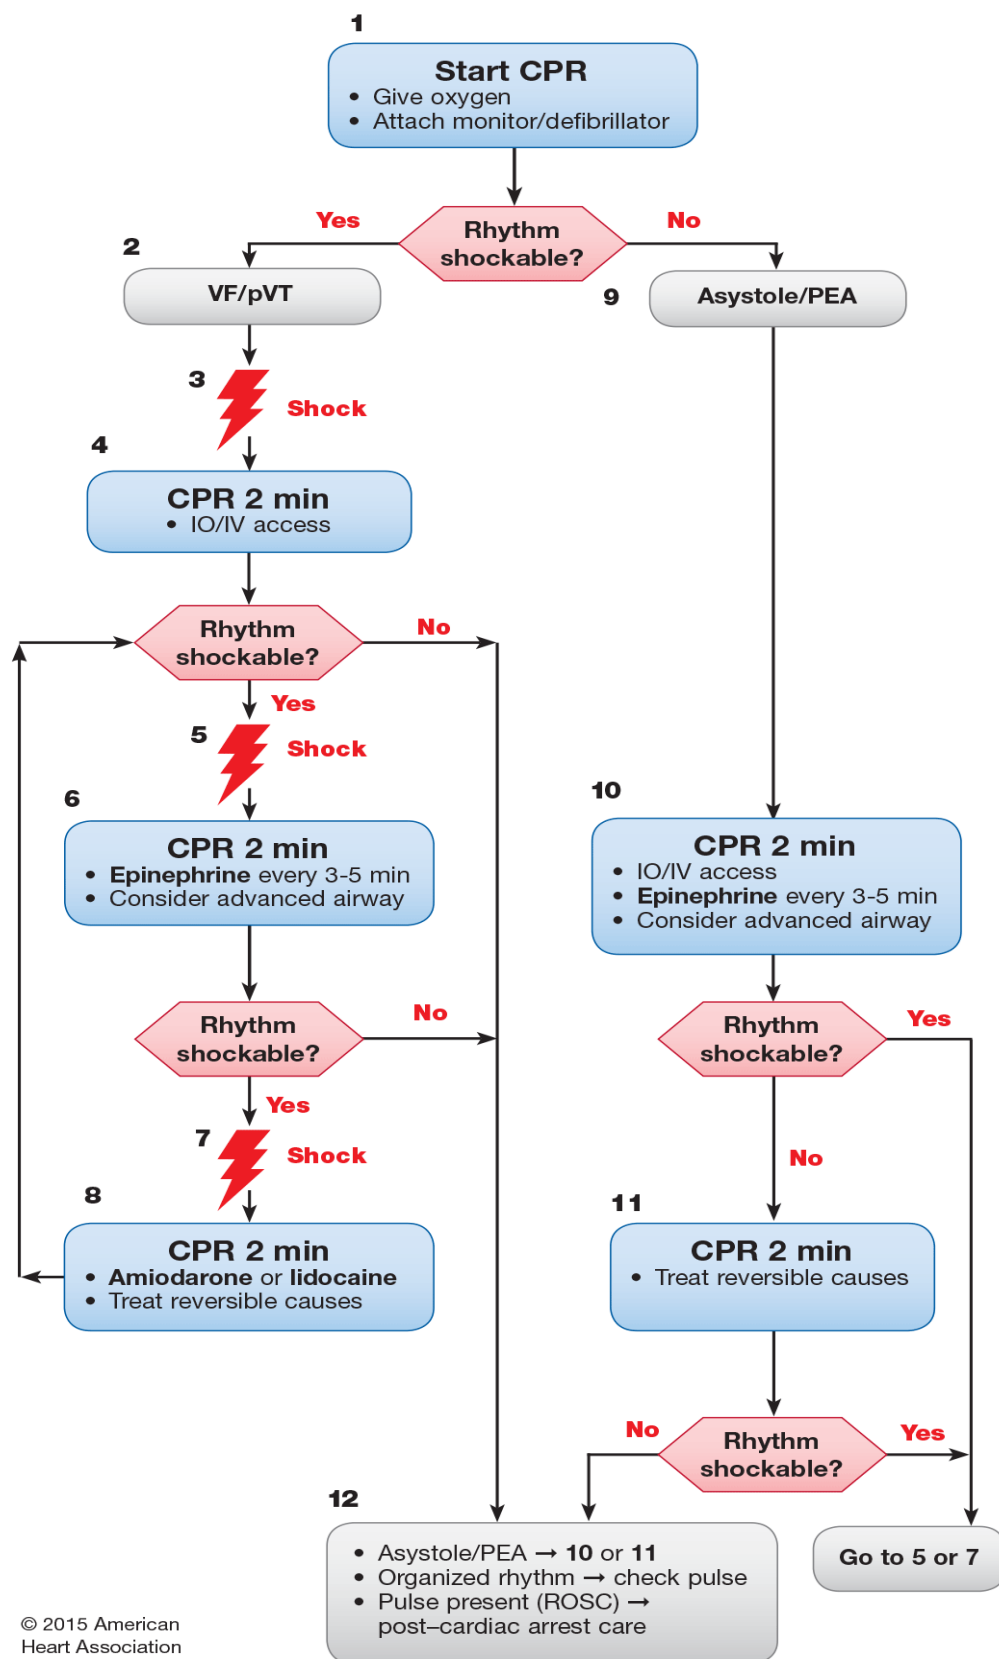 1
Start CPR
• Give oxygen
• Attach monitor/defibrillator
Rhythm
shockable?
Yes
No
2
VF/pVT
9
Asystole/PEA
3
Shock
4
CPR 2 min
• IO/IV access
Rhythm
shockable?
No
Yes
5
Shock
6
CPR 2 min
• Epinephrine every 3-5 min
• Consider advanced airway
10
CPR 2 min
• IO/IV access
• Epinephrine every 3-5 min
• Consider advanced airway
Rhythm
shockable?
No
Yes
Rhythm
shockable?
Yes
No
7
Shock
8
CPR 2 min
• Amiodarone or lidocaine
• Treat reversible causes
11
CPR 2 min
• Treat reversible causes
Rhythm
shockable?
No
Yes
12
• Asystole/PEA → 10 or 11
• Organized rhythm → check pulse
• Pulse present (ROSC) →
post–cardiac arrest care
Go to 5 or 7
© 2015 American
Heart Association